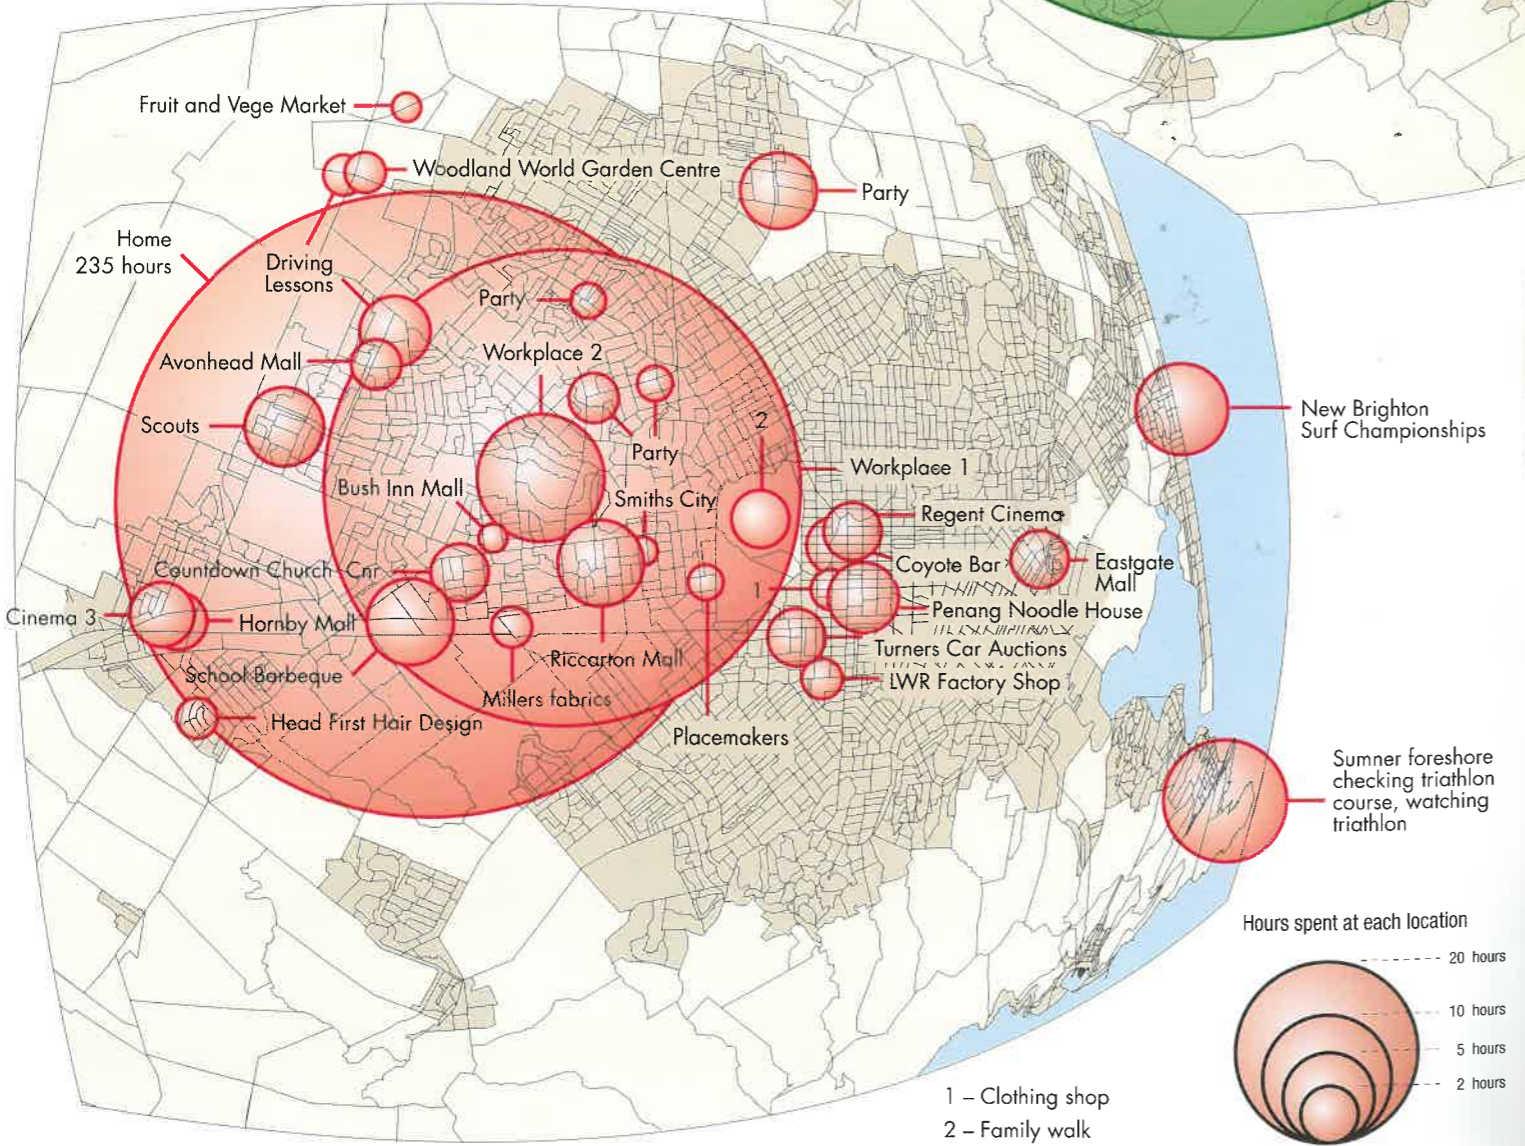 Fruit and Vege Market
Woodland World Garden Centre
Party
Home
235 hours
Driving
Lessons
Party
Workplace 2
Avonhead Mall
Scouts
2
Party
New Brighton
Surf Championships
Workplace 1
Bush Inn Mall
Smiths City
Regent Cinema
Coyote Bar
Eastgate
Mall
Countdown Church Cnr
1
Penang Noodle House
Cinema 3
Hornby Mall
Turners Car Auctions
Riccarton Mall
School Barbeque
LWR Factory Shop
Millers fabrics
Head First Hair Design
Placemakers
Sumner foreshore
checking triathlon
course, watching
triathlon
Hours spent at each location
20 hours
10 hours
5 hours
2 hours
1 – Clothing shop
2 – Family walk